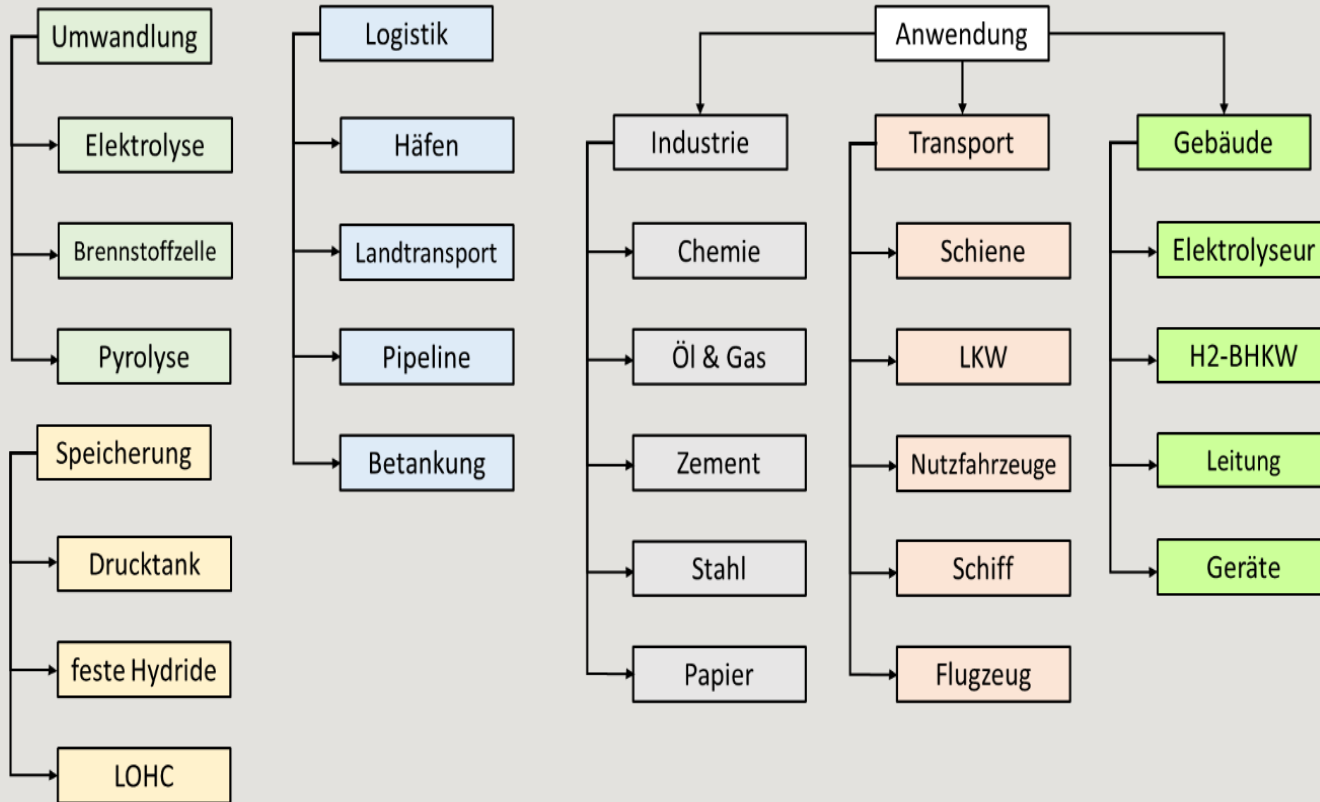 Umwandlung
Elektrolyse
Brennstoffzelle
Pyrolyse
Speicherung
Drucktank
feste Hydride
LOHC
Logistik
Häfen
Landtransport
Pipeline
Betankung
Anwendung
Industrie
Chemie
Öl & Gas
Zement
Stahl
Papier
Transport
Schiene
LKW
Nutzfahrzeuge
Schiff
Flugzeug
Gebäude
Elektrolyseur
H2-BHKW
Leitung
Geräte